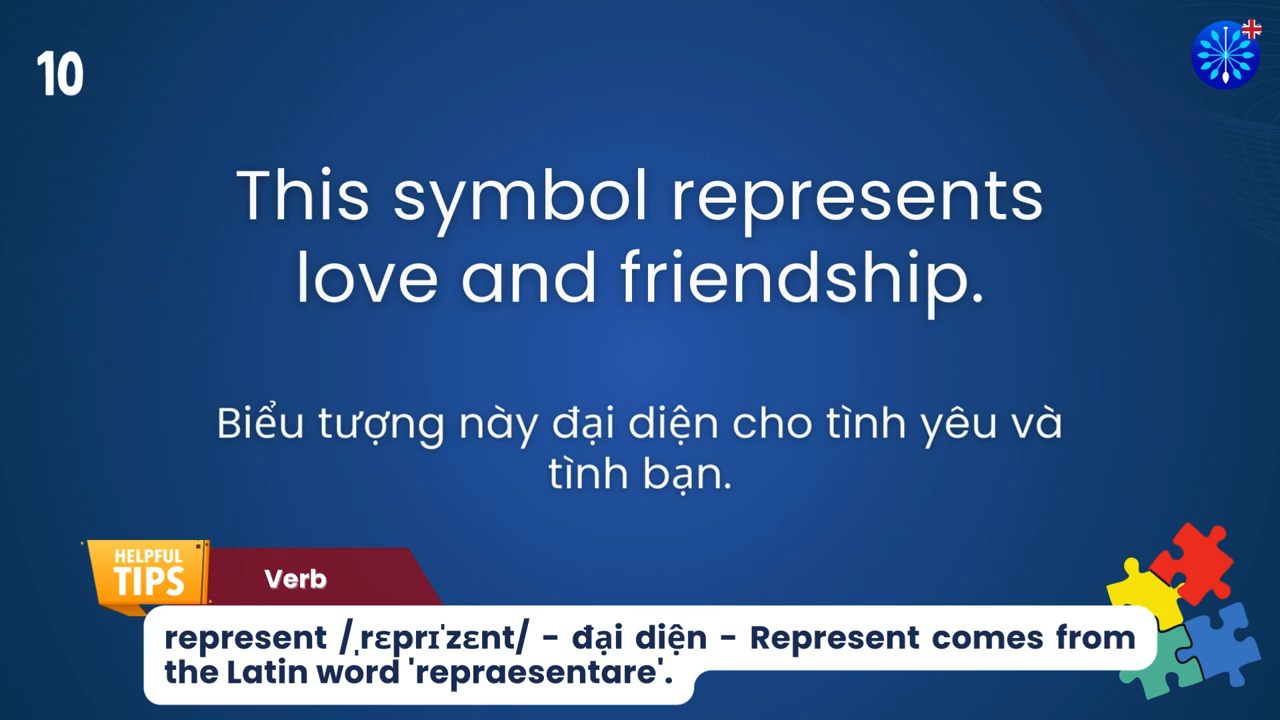 10
This symbol represents
love and friendship.
Biểu tượng này đại diện cho tình yêu và
tình bạn.
HELPFUL
TIPS
Verb
represent /ˌrɛprɪˈzɛnt/ - đại diện - Represent comes from
the Latin word 'repraesentare'.